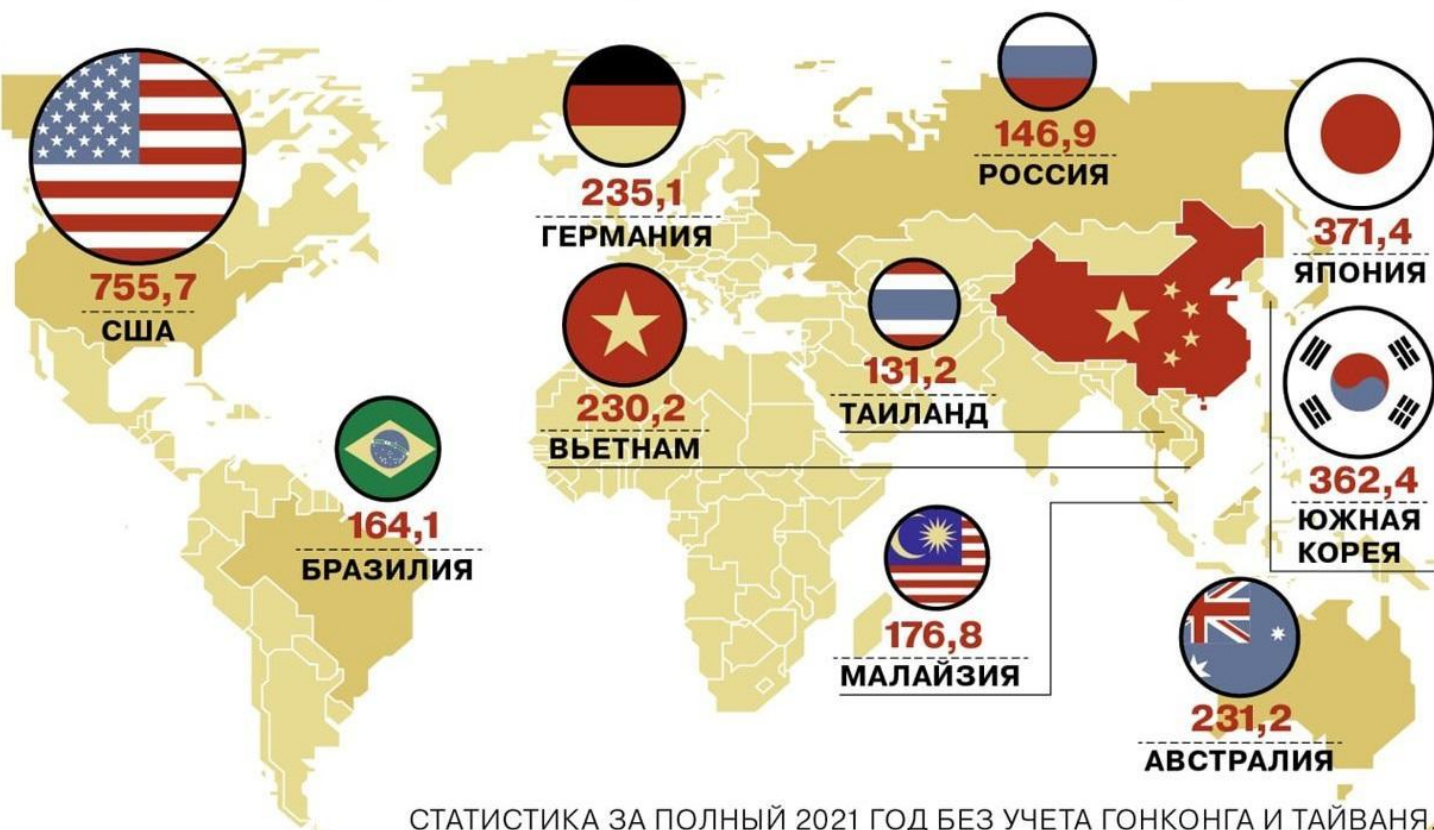 755,7
США
235,1
ГЕРМАНИЯ
146,9
РОССИЯ
371,4
ЯПОНИЯ
230,2
ВЬЕТНАМ
131,2
ТАИЛАНД
362,4
ЮЖНАЯ
КОРЕЯ
164,1
БРАЗИЛИЯ
176,8
МАЛАЙЗИЯ
231,2
АВСТРАЛИЯ
СТАТИСТИКА ЗА ПОЛНЫЙ 2021 ГОД БЕЗ УЧЕТА ГОНКОНГА И ТАЙВАНЯ.